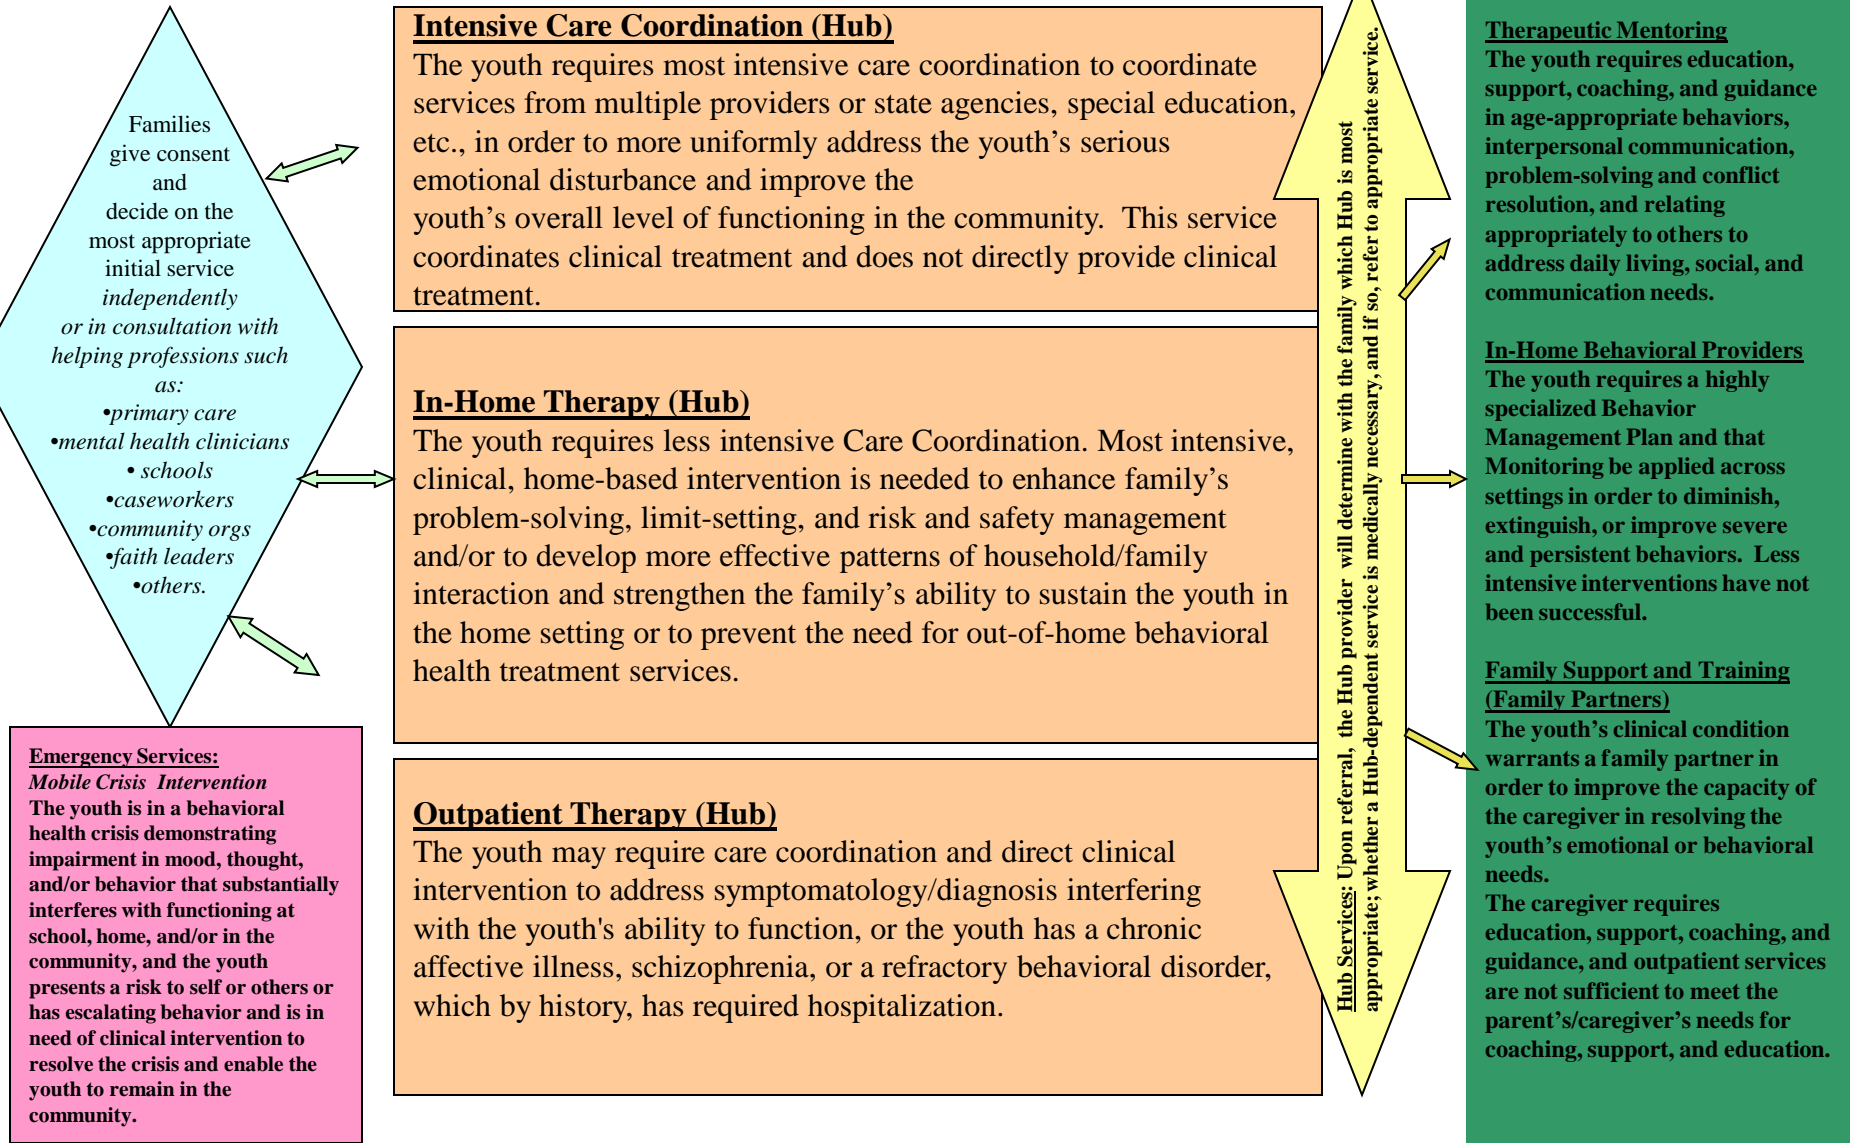 Families
give consent
and
decide on the
most appropriate
initial service
independently
or in consultation with
helping professions such
as:
•primary care
•mental health clinicians
• schools
•caseworkers
•community orgs
•faith leaders
•others.
Emergency Services:
Mobile Crisis Intervention
The youth is in a behavioral
health crisis demonstrating
impairment in mood, thought,
and/or behavior that substantially
interferes with functioning at
school, home, and/or in the
community, and the youth
presents a risk to self or others or
has escalating behavior and is in
need of clinical intervention to
resolve the crisis and enable the
youth to remain in the
community.
Intensive Care Coordination (Hub)
The youth requires most intensive care coordination to coordinate
services from multiple providers or state agencies, special education,
etc., in order to more uniformly address the youth’s serious
emotional disturbance and improve the
youth’s overall level of functioning in the community. This service
coordinates clinical treatment and does not directly provide clinical
treatment.
In-Home Therapy (Hub)
The youth requires less intensive Care Coordination. Most intensive,
clinical, home-based intervention is needed to enhance family’s
problem-solving, limit-setting, and risk and safety management
and/or to develop more effective patterns of household/family
interaction and strengthen the family’s ability to sustain the youth in
the home setting or to prevent the need for out-of-home behavioral
health treatment services.
Outpatient Therapy (Hub)
The youth may require care coordination and direct clinical
intervention to address symptomatology/diagnosis interfering
with the youth's ability to function, or the youth has a chronic
affective illness, schizophrenia, or a refractory behavioral disorder,
which by history, has required hospitalization.
Hub Services: Upon referral, the Hub provider will determine with the family which Hub is most
appropriate; whether a Hub-dependent service is medically necessary, and if so, refer to appropriate service.
Therapeutic Mentoring
The youth requires education,
support, coaching, and guidance
in age-appropriate behaviors,
interpersonal communication,
problem-solving and conflict
resolution, and relating
appropriately to others to
address daily living, social, and
communication needs.
In-Home Behavioral Providers
The youth requires a highly
specialized Behavior
Management Plan and that
Monitoring be applied across
settings in order to diminish,
extinguish, or improve severe
and persistent behaviors. Less
intensive interventions have not
been successful.
Family Support and Training
(Family Partners)
The youth’s clinical condition
warrants a family partner in
order to improve the capacity of
the caregiver in resolving the
youth’s emotional or behavioral
needs.
The caregiver requires
education, support, coaching, and
guidance, and outpatient services
are not sufficient to meet the
parent’s/caregiver’s needs for
coaching, support, and education.